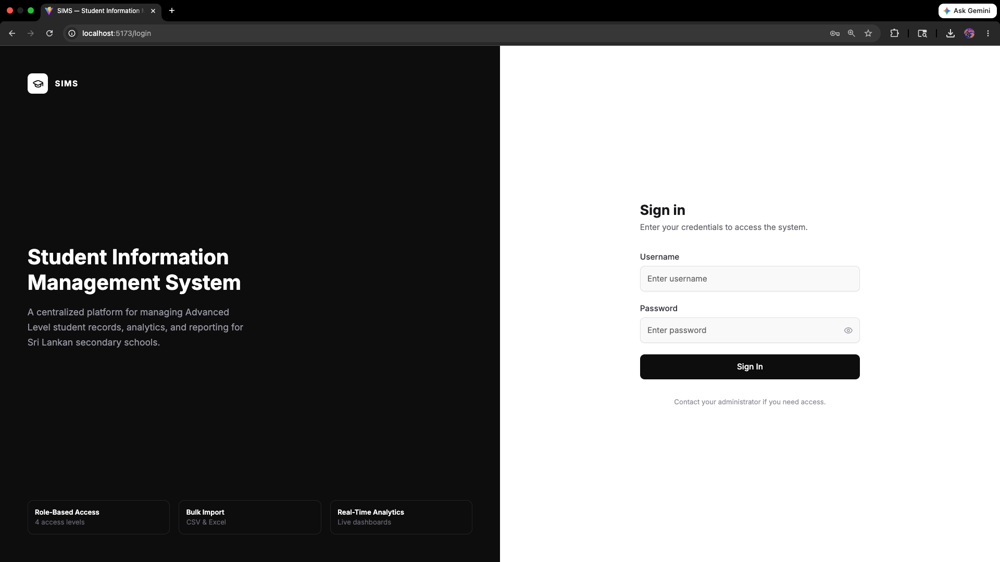 SIMS — Student Information
Ask Gemini
localhost:5173/login
SIMS
Student Information
Management System
A centralized platform for managing Advanced
Level student records, analytics, and reporting for
Sri Lankan secondary schools.
Role-Based Access
4 access levels
Bulk Import
CSV & Excel
Real-Time Analytics
Live dashboards
Sign in
Enter your credentials to access the system.
Username
Enter username
Password
Enter password
Sign In
Contact your administrator if you need access.